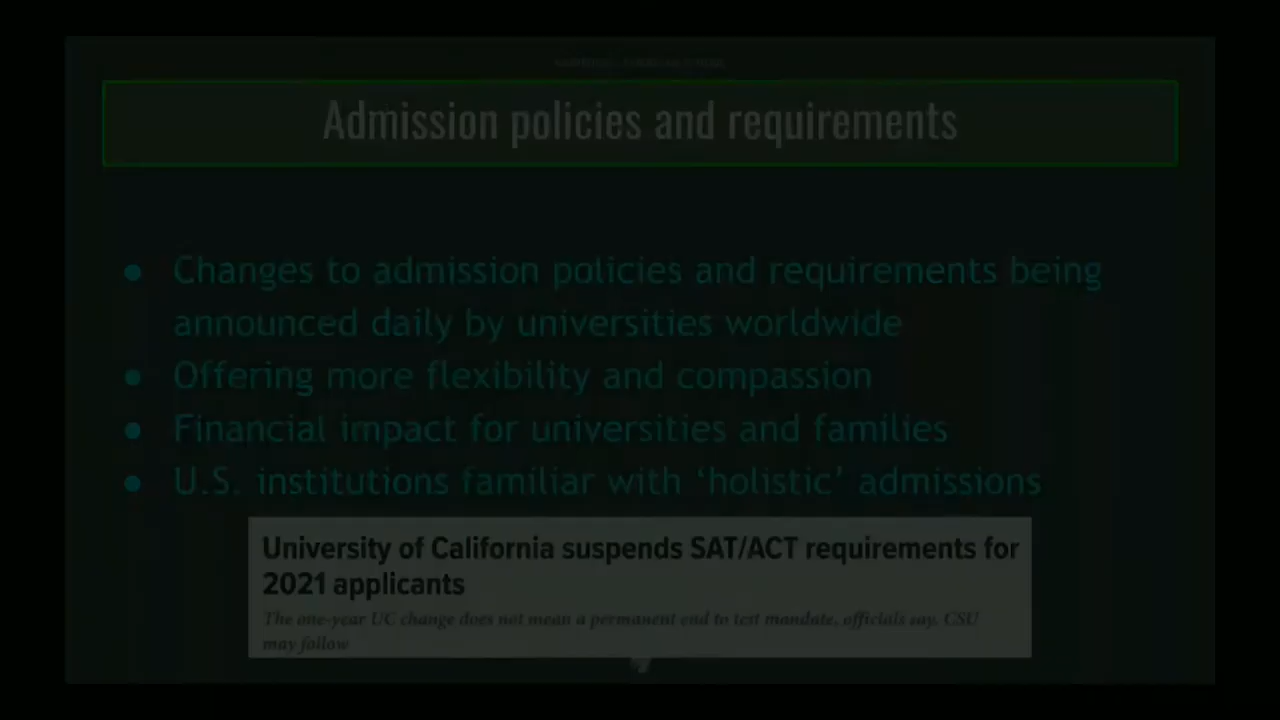 Admission policies and requirements
● Changes to admission policies and requirements being
announced daily by universities worldwide
● Offering more flexibility and compassion
● Financial impact for universities and families
● U.S. institutions familiar with ‘holistic’ admissions
University of California suspends SAT/ACT requirements for
2021 applicants
The one-year UC change does not mean a permanent end to test mandate, officials say. CSU
may follow